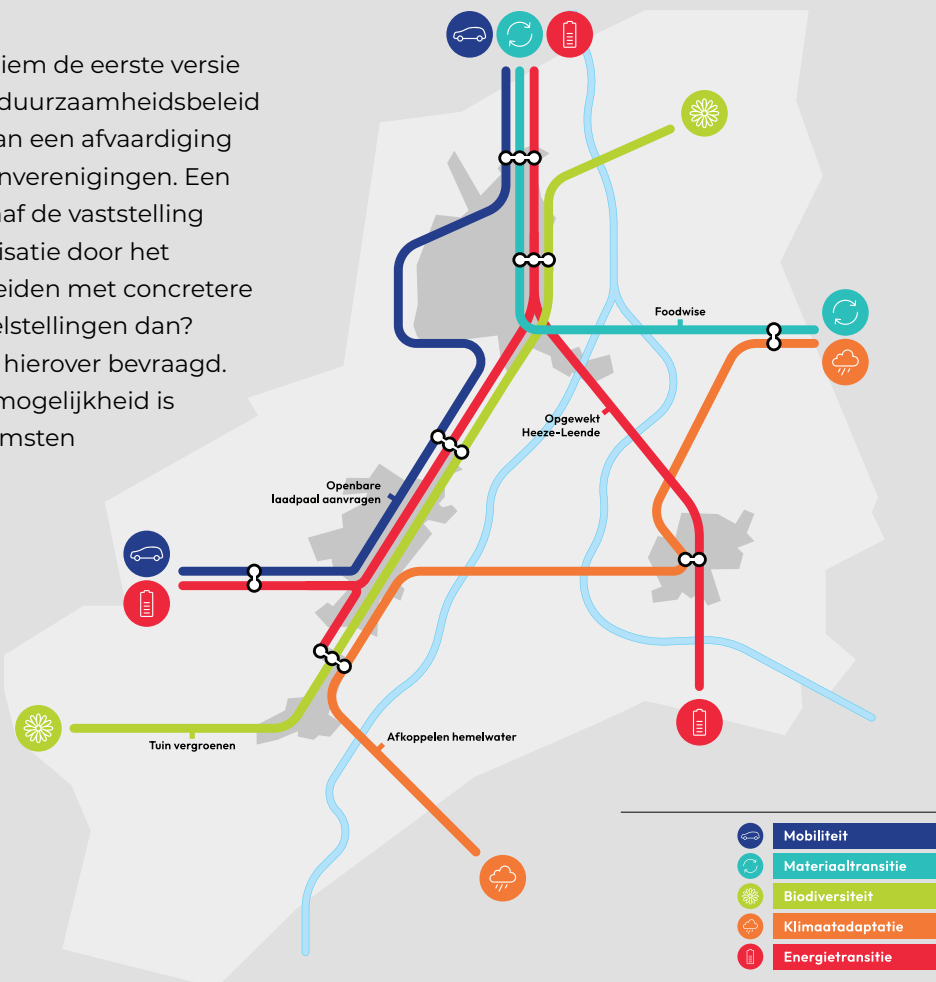 iem de eerste versie
duurzaamheidsbeleid
an een afvaardiging
nverenigingen. Een
af de vaststelling
isatie door het
eiden met concretere
elstellingen dan?
hierover bevraagd.
mogelijkheid is
msten
Foodwise
Opgewekt
Heeze-Leende
Openbare
laadpaal aanvragen
Tuin vergroenen
Afkoppelen hemelwater
Mobiliteit
Materiaaltransitie
Biodiversiteit
Klimaatadaptatie
Energietransitie